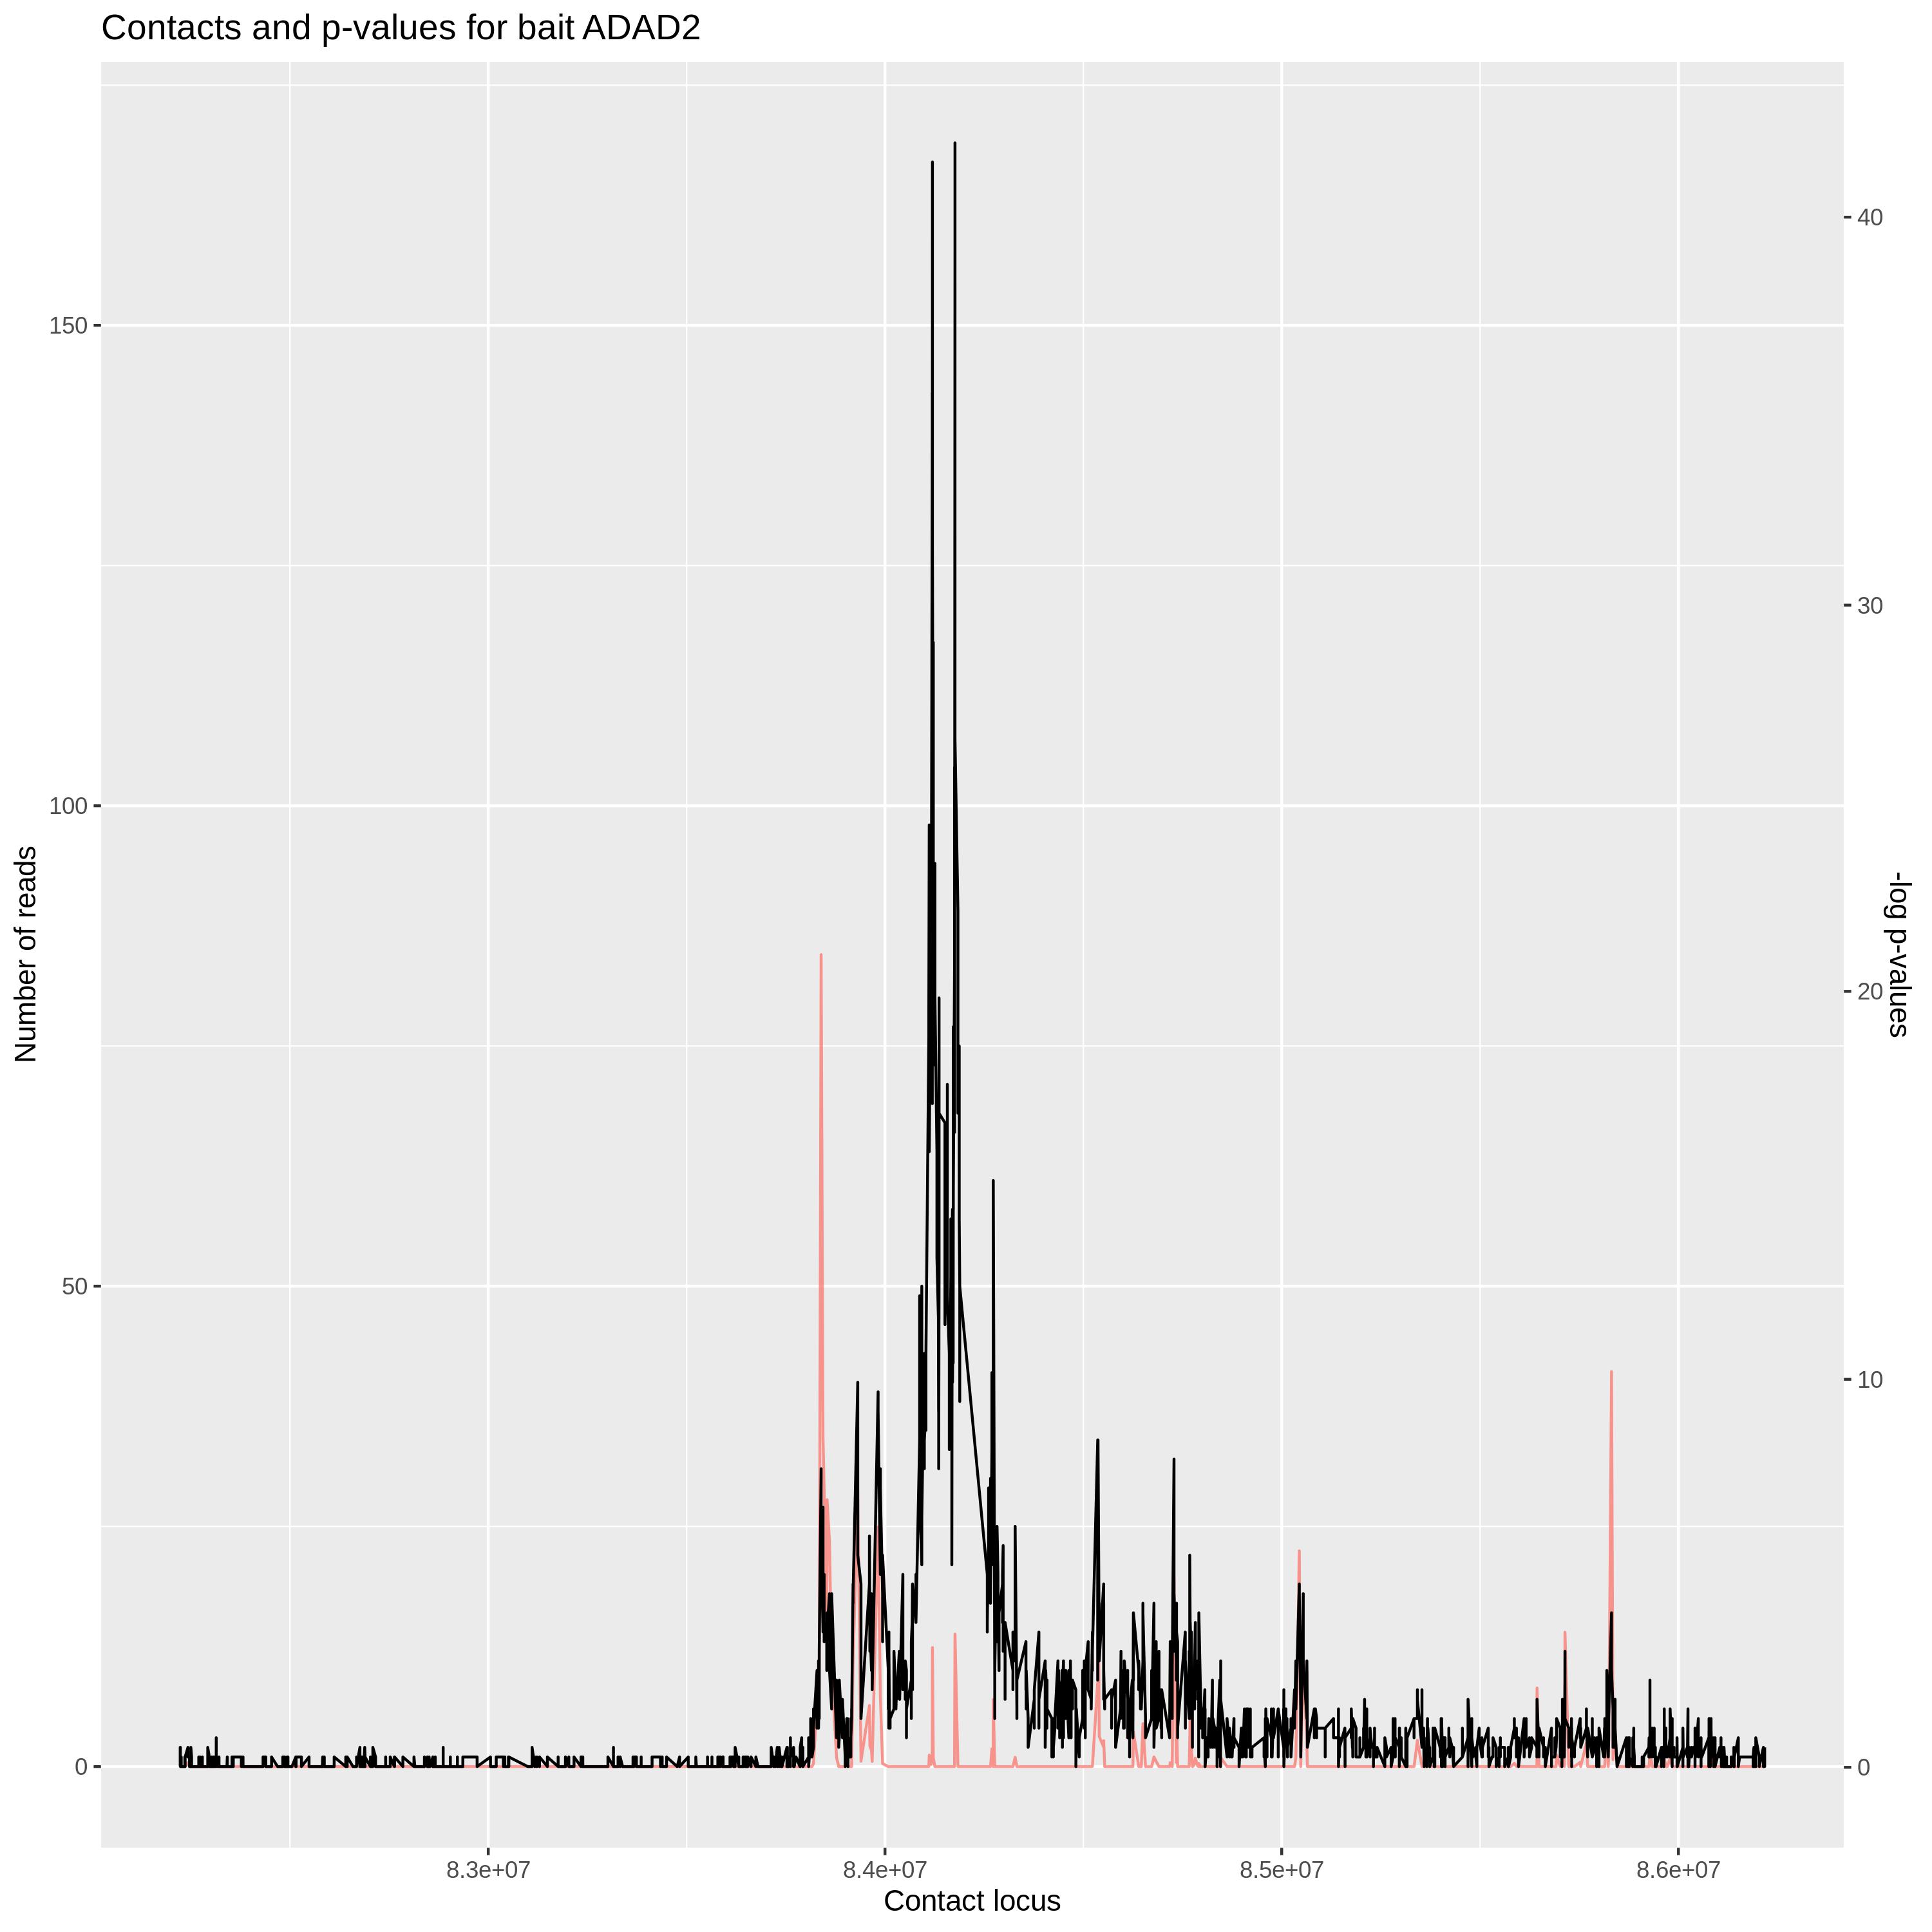 Contacts and p-values for bait ADAD2
Number of reads
150
100
50
0
-log p-values
40
30
20
10
0
8.3e+07
8.4e+07
8.5e+07
8.6e+07
Contact locus